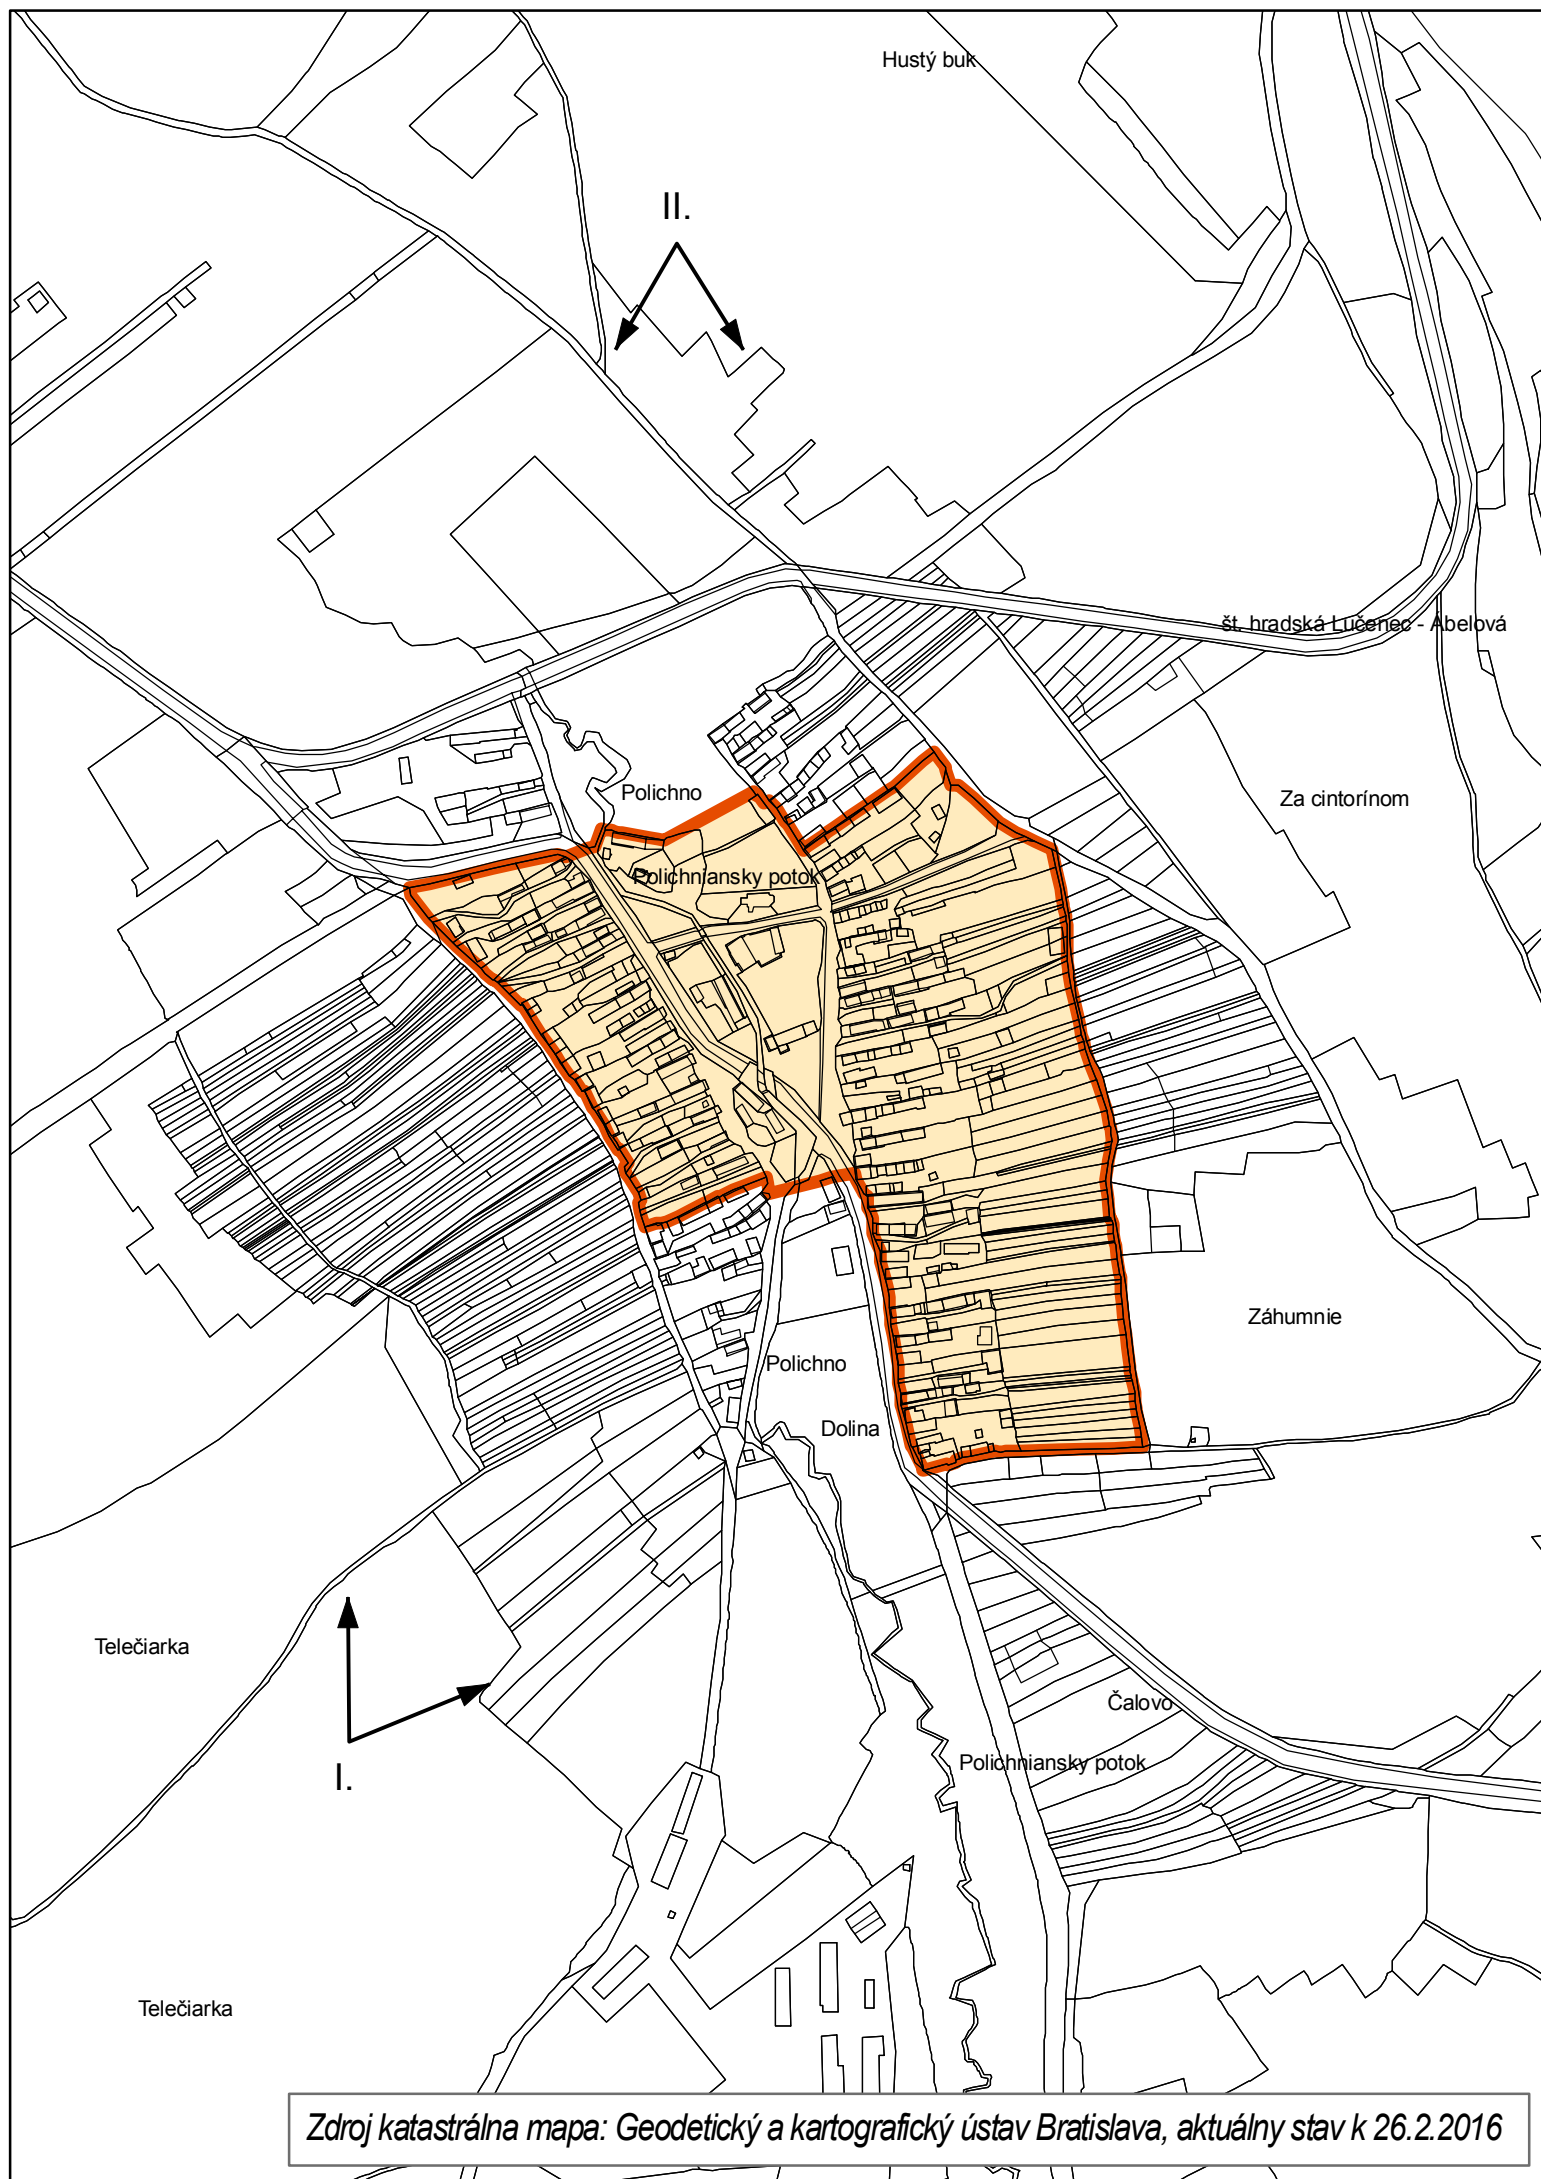 Hustý buk
II.
št. hradská Lučenec - Ábelová
Polichno
Za cintorínom
Polichniansky potok
Záhumnie
Polichno
Dolina
Telečiarka
Čalovo
Polichniansky potok
I.
Telečiarka
Zdroj katastrálna mapa: Geodetický a kartografický ústav Bratislava, aktuálny stav k 26.2.2016